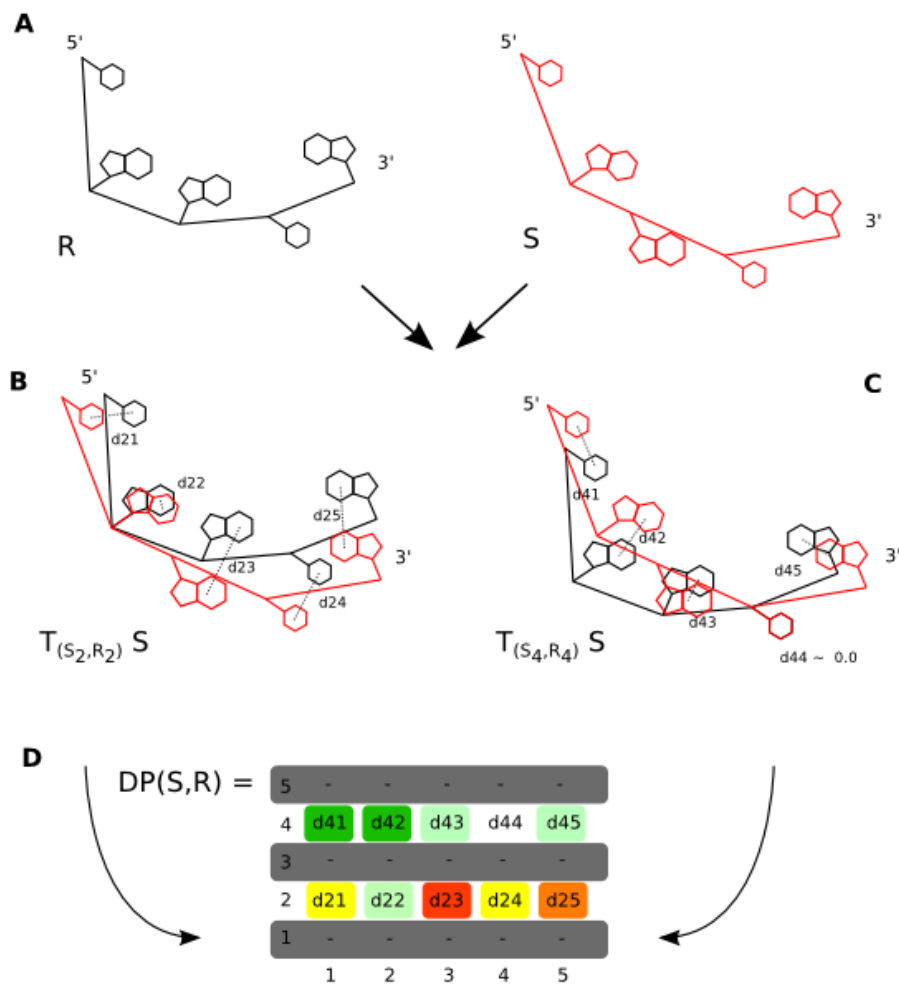 A
5'
5'
3'
3'
R
S
B
5'
C
5'
d21
d22
d23
d24
d25
3'
T(S2,R2) S
d41
d42
d43
d45
3'
d44 ~ 0.0
T(S4,R4) S
D
DP(S,R) =
5 - - - - -
4 d41 d42 d43 d44 d45
3 - - - - -
2 d21 d22 d23 d24 d25
1 - - - - -
1 2 3 4 5